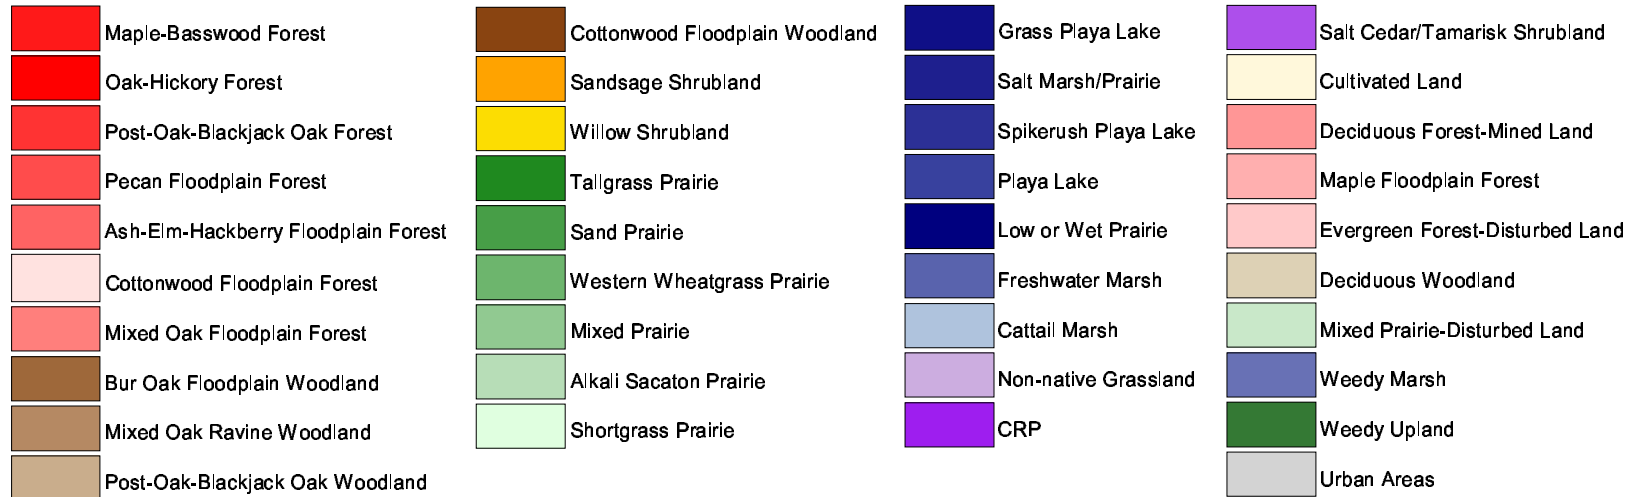 Maple-Basswood Forest
Oak-Hickory Forest
Post-Oak-Blackjack Oak Forest
Pecan Floodplain Forest
Ash-Elm-Hackberry Floodplain Forest
Cottonwood Floodplain Forest
Mixed Oak Floodplain Forest
Bur Oak Floodplain Woodland
Mixed Oak Ravine Woodland
Post-Oak-Blackjack Oak Woodland
Cottonwood Floodplain Woodland
Sandsage Shrubland
Willow Shrubland
Tallgrass Prairie
Sand Prairie
Western Wheatgrass Prairie
Mixed Prairie
Alkali Sacaton Prairie
Shortgrass Prairie
Grass Playa Lake
Salt Marsh/Prairie
Spikerush Playa Lake
Playa Lake
Low or Wet Prairie
Freshwater Marsh
Cattail Marsh
Non-native Grassland
CRP
Salt Cedar/Tamarisk Shrubland
Cultivated Land
Deciduous Forest-Mined Land
Maple Floodplain Forest
Evergreen Forest-Disturbed Land
Deciduous Woodland
Mixed Prairie-Disturbed Land
Weedy Marsh
Weedy Upland
Urban Areas